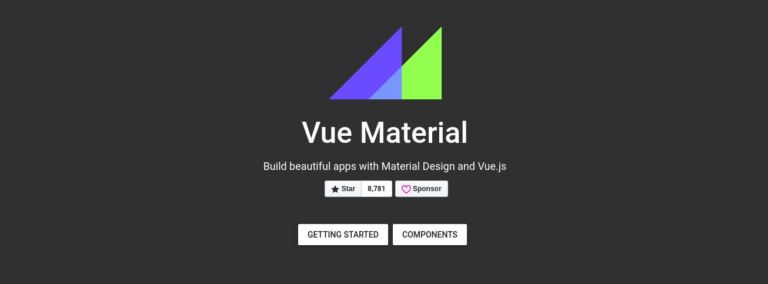 Vue Material
Build beautiful apps with Material Design and Vue.js
Star 8,781 Sponsor
GETTING STARTED COMPONENTS